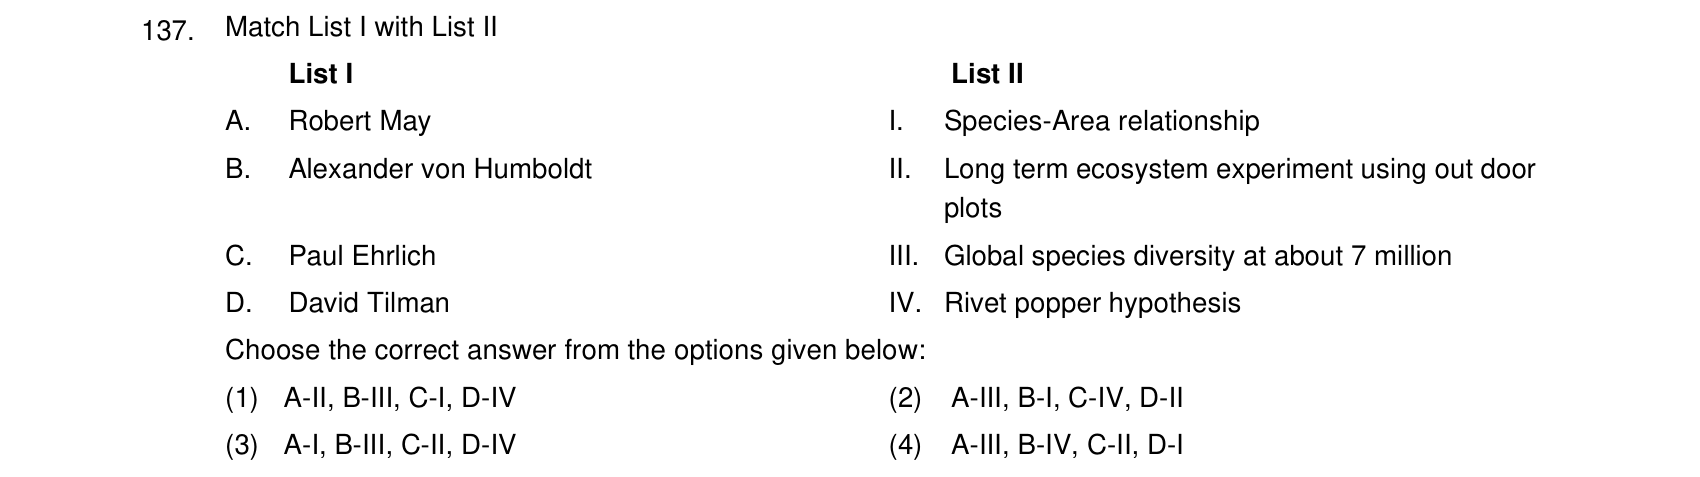 137. Match List I with List II
List I List II
A. Robert May I. Species-Area relationship
B. Alexander von Humboldt II. Long term ecosystem experiment using out door
plots
C. Paul Ehrlich III. Global species diversity at about 7 million
D. David Tilman IV. Rivet popper hypothesis
Choose the correct answer from the options given below:
(1) A-II, B-III, C-I, D-IV (2) A-III, B-I, C-IV, D-II
(3) A-I, B-III, C-II, D-IV (4) A-III, B-IV, C-II, D-I